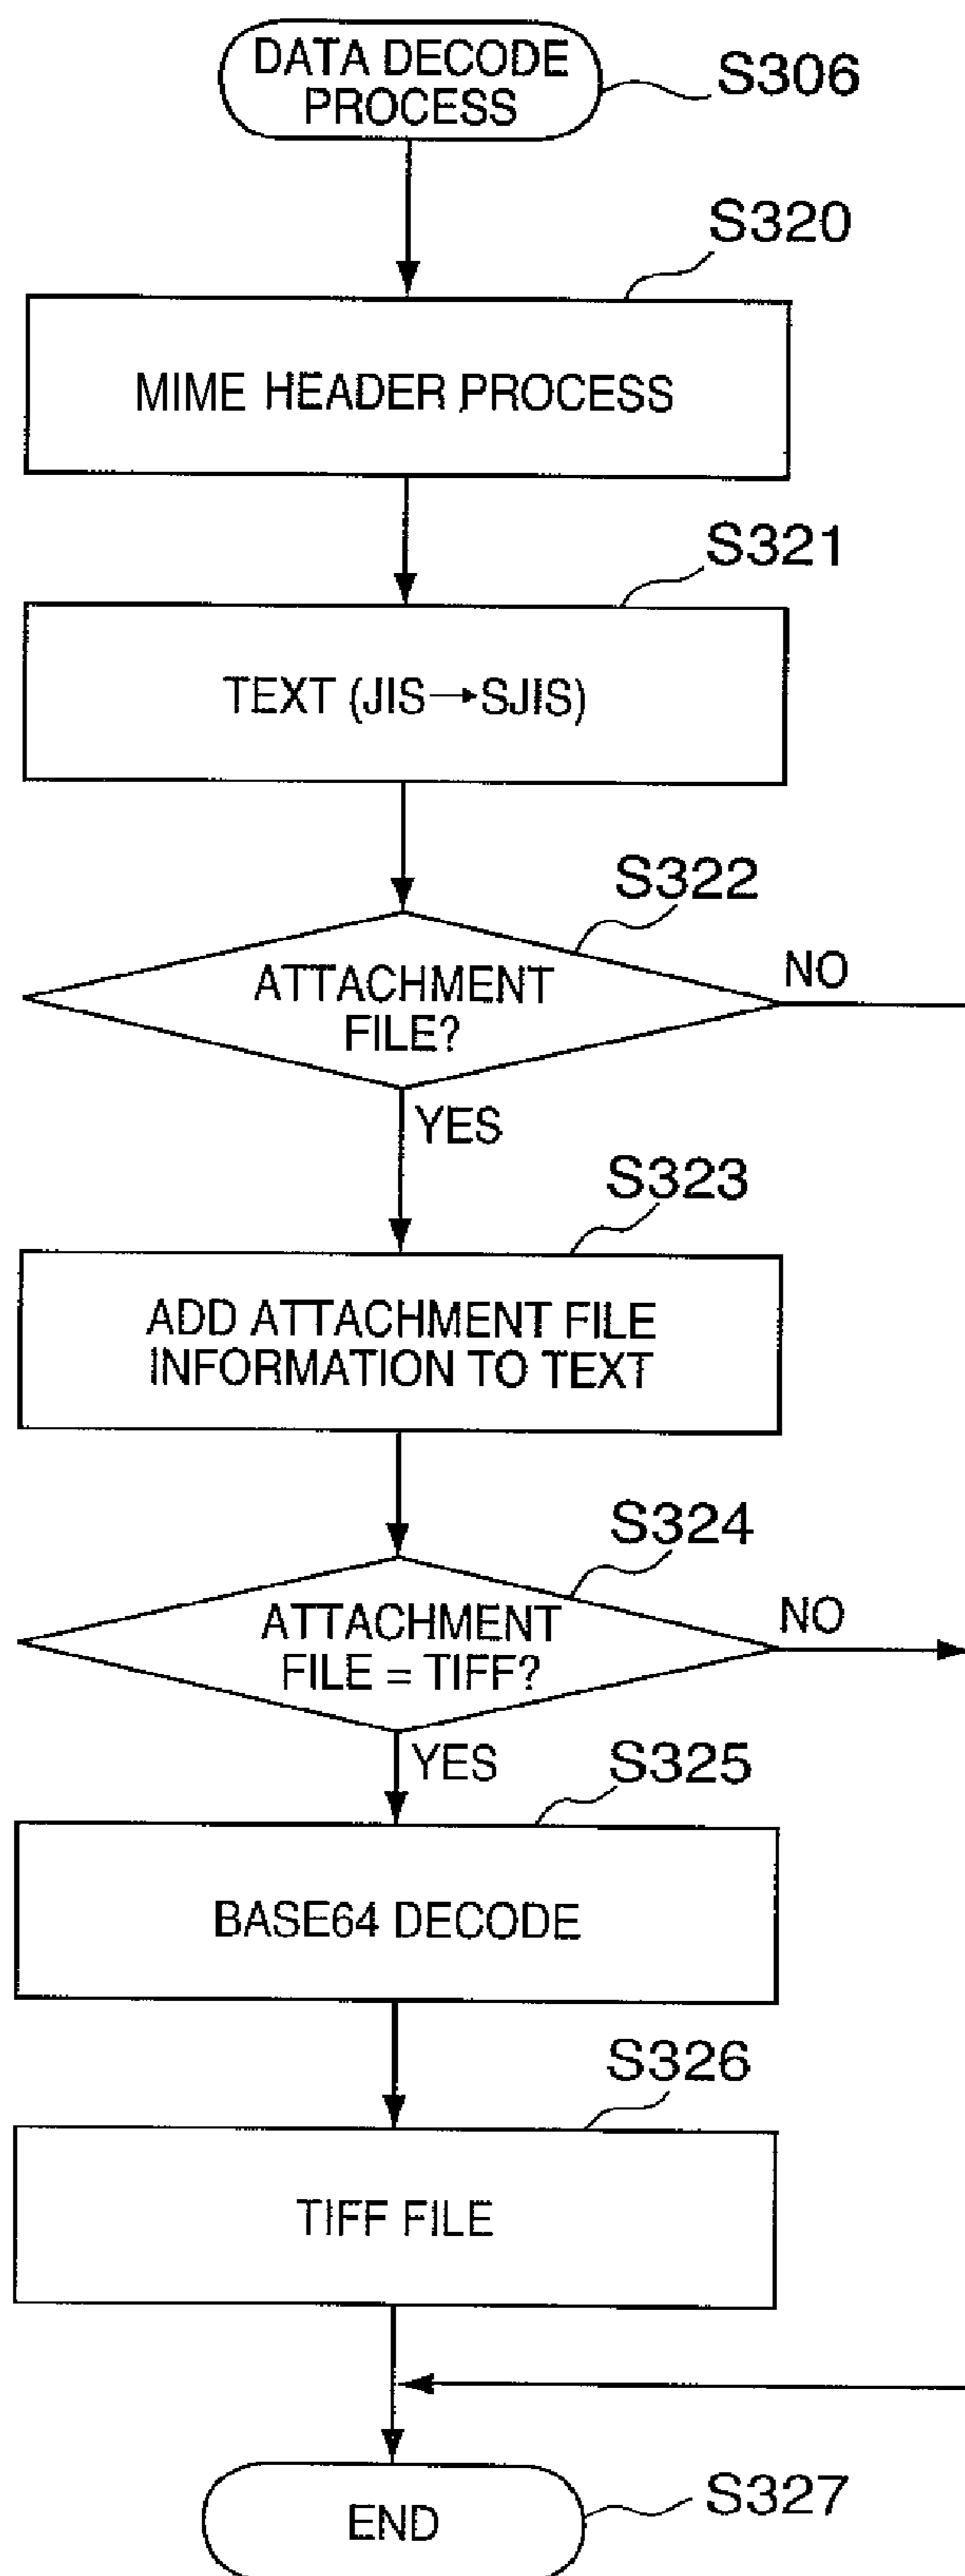 DATA DECODE
PROCESS
S306
S320
MIME HEADER PROCESS
S321
TEXT (JIS→SJIS)
S322
ATTACHMENT
FILE?
NO
YES
S323
ADD ATTACHMENT FILE
INFORMATION TO TEXT
S324
ATTACHMENT
FILE = TIFF?
NO
YES
S325
BASE64 DECODE
S326
TIFF FILE
END
S327